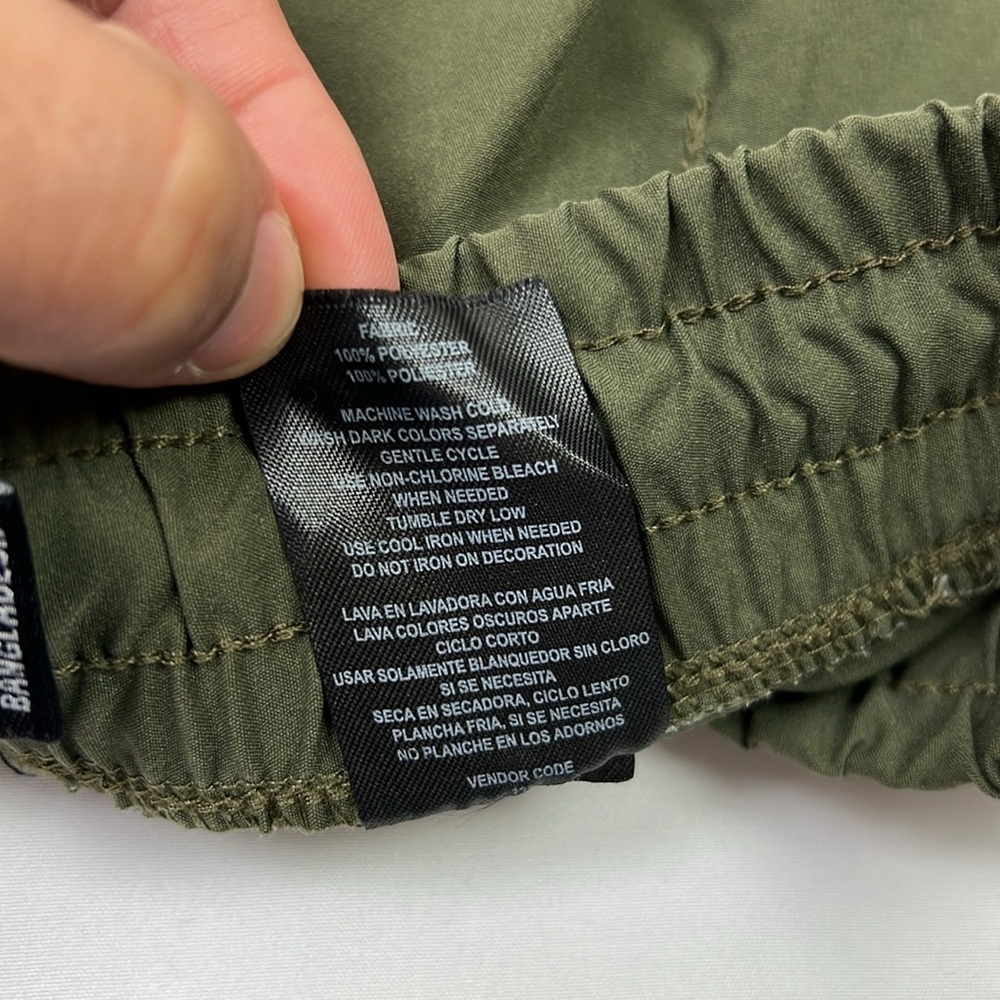 FABRIC
100% POLYESTER
100% POLIESTER
MACHINE WASH COLD
WASH DARK COLORS SEPARATELY
GENTLE CYCLE
USE NON-CHLORINE BLEACH
WHEN NEEDED
TUMBLE DRY LOW
USE COOL IRON WHEN NEEDED
DO NOT IRON ON DECORATION
LAVA EN LAVADORA CON AGUA FRIA
LAVA COLORES OSCUROS APARTE
CICLO CORTO
USAR SOLAMENTE BLANQUEDOR SIN CLORO
SI SE NECESITA
SECA EN SECADORA, CICLO LENTO
PLANCHA FRIA, SI SE NECESITA
NO PLANCHE EN LOS ADORNOS
VENDOR CODE
BANGLADESH